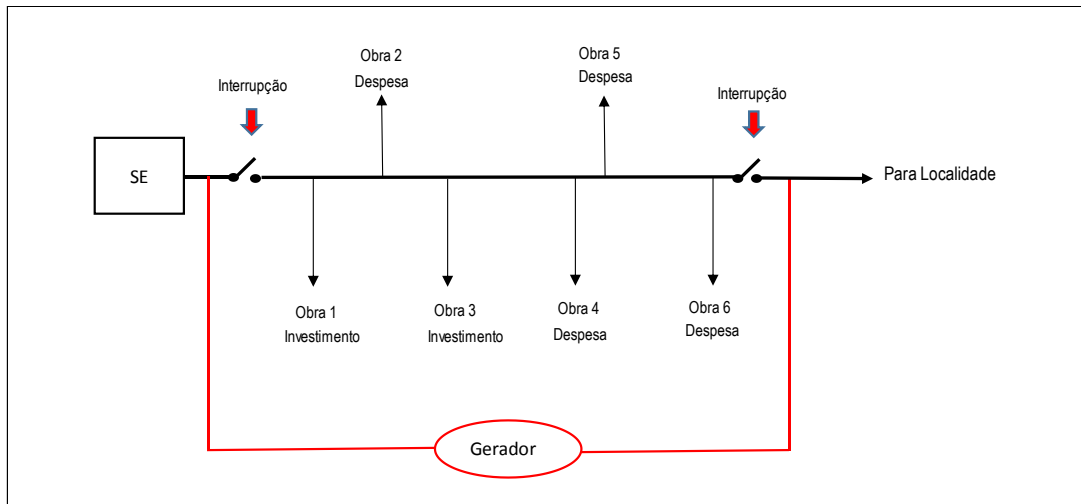 Obra 2
Despesa
Obra 5
Despesa
Interrupção
Interrupção
SE
Para Localidade
Obra 1
Investimento
Obra 3
Investimento
Obra 4
Despesa
Obra 6
Despesa
Gerador